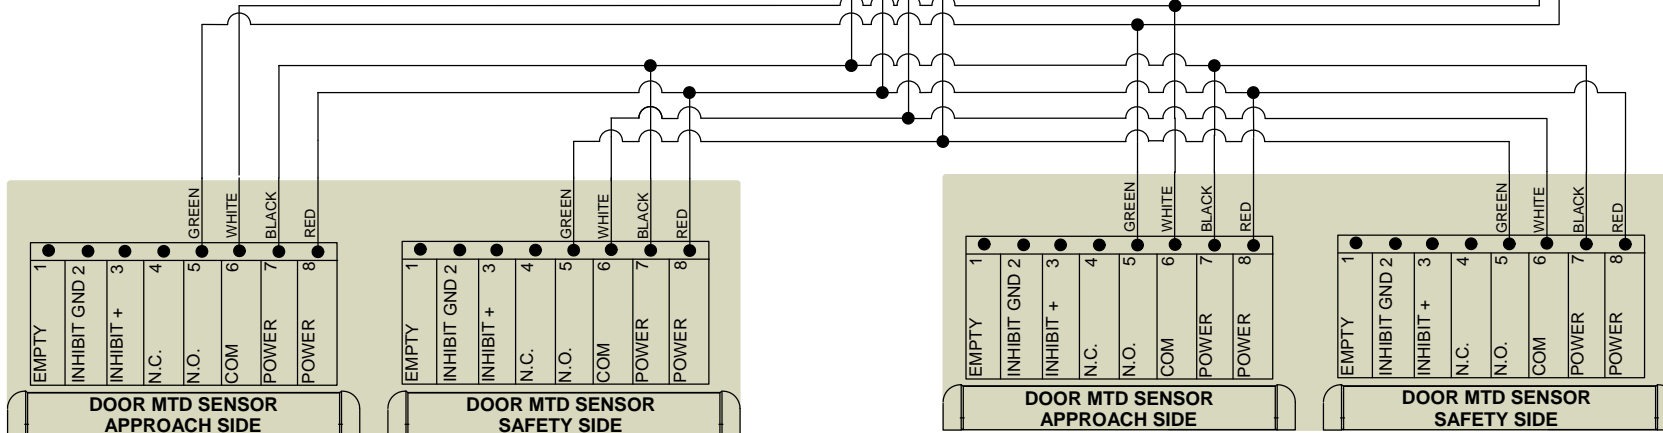 GREEN
WHITE
BLACK
RED
1 EMPTY
2 INHIBIT GND
3 INHIBIT +
4 N.C.
5 N.O.
6 COM
7 POWER
8 POWER
DOOR MTD SENSOR
APPROACH SIDE
GREEN
WHITE
BLACK
RED
1 EMPTY
2 INHIBIT GND
3 INHIBIT +
4 N.C.
5 N.O.
6 COM
7 POWER
8 POWER
DOOR MTD SENSOR
SAFETY SIDE
GREEN
WHITE
BLACK
RED
1 EMPTY
2 INHIBIT GND
3 INHIBIT +
4 N.C.
5 N.O.
6 COM
7 POWER
8 POWER
DOOR MTD SENSOR
APPROACH SIDE
GREEN
WHITE
BLACK
RED
1 EMPTY
2 INHIBIT GND
3 INHIBIT +
4 N.C.
5 N.O.
6 COM
7 POWER
8 POWER
DOOR MTD SENSOR
SAFETY SIDE